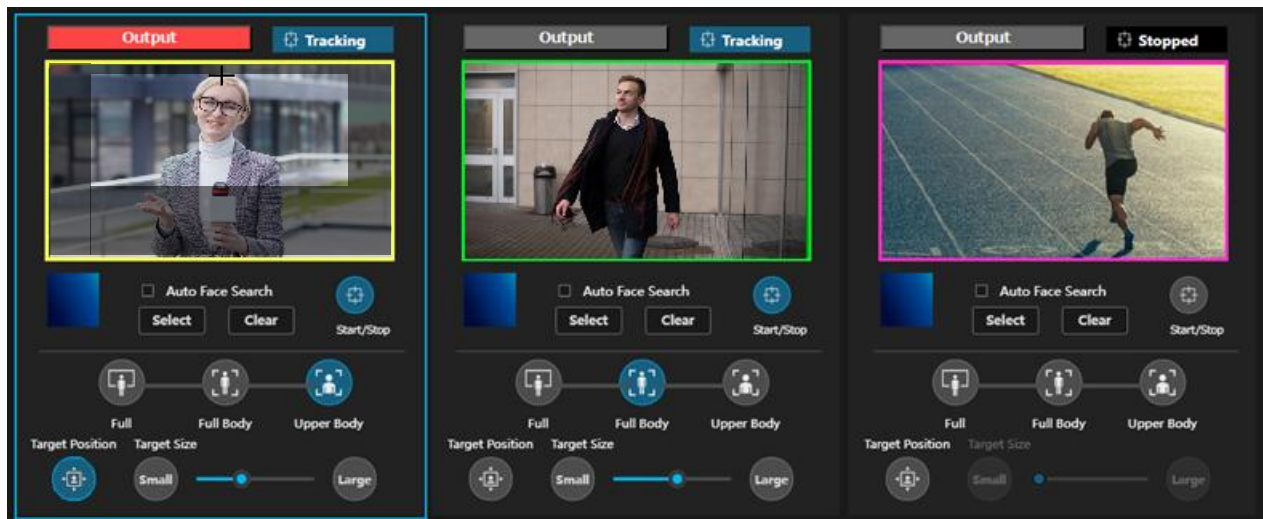 Output Tracking
Auto Face Search
Select Clear
Start/Stop
Full Full Body Upper Body
Target Position Target Size
Small Large
Output Tracking
Auto Face Search
Select Clear
Start/Stop
Full Full Body Upper Body
Target Position Target Size
Small Large
Output Stopped
Auto Face Search
Select Clear
Start/Stop
Full Full Body Upper Body
Target Position Target Size
Small Large